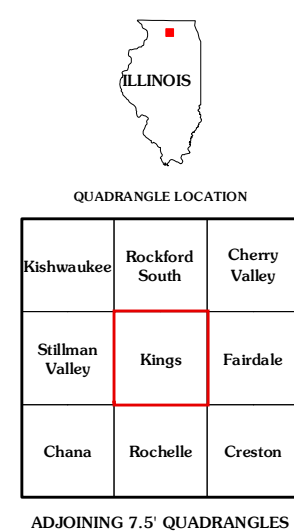 ILLINOIS
QUADRANGLE LOCATION
Kishwaukee
Rockford
South
Cherry
Valley
Stillman
Valley
Kings
Fairdale
Chana
Rochelle
Creston
ADJOINING 7.5' QUADRANGLES